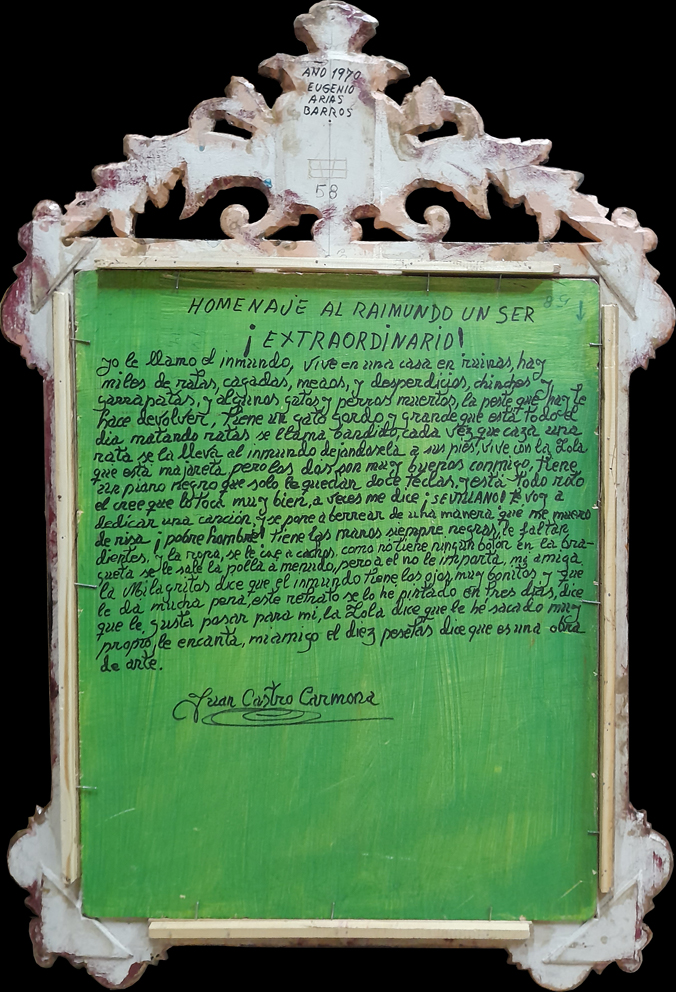 AÑO 1970
EUGENIO
ARIAS
BARROS
58
HOMENAJE AL RAIMUNDO UN SER
¡EXTRAORDINARIO!
yo le llamo el inmundo, vive en una casa en ruinas, hay
miles de ratas, cagadas, meaos, y desperdicios, chinches y
garrapatas, y algunos gatos y perros muertos, la peste que hay le
hace devolver, tiene un gato gordo y grande que está todo el
dia matando ratas se llama bandido cada vez que caza una
rata se la lleva al inmundo dejandosela a sus pies, vive con la Lola
que está majareta pero los dos son muy buenos conmigo, tiene
un piano negro que solo le quedan doce teclas, y está todo roto
el cree que lo toca muy bien, a veces me dice ¡SEVILLANO! te voy a
dedicar una canción, y se pone a berrear de una manera que me muero
de risa ¡pobre hombre! tiene las manos siempre negras, le faltan
dientes, y la ropa, se le cae a cachos, como no tiene ningún botón en la bra-
gueta se le sale la polla a menudo, pero a el no le importa, mi amiga
la Milagritos dice que el inmundo tiene los ojos muy bonitos, y que
le da mucha pena, este retrato se lo he pintado en tres dias, dice
que le gusta posar para mi, la Lola dice que le he sacado muy
propio, le encanta, mi amigo el diez pesetas dice que es una obra
de arte.
Juan Castro Carmona